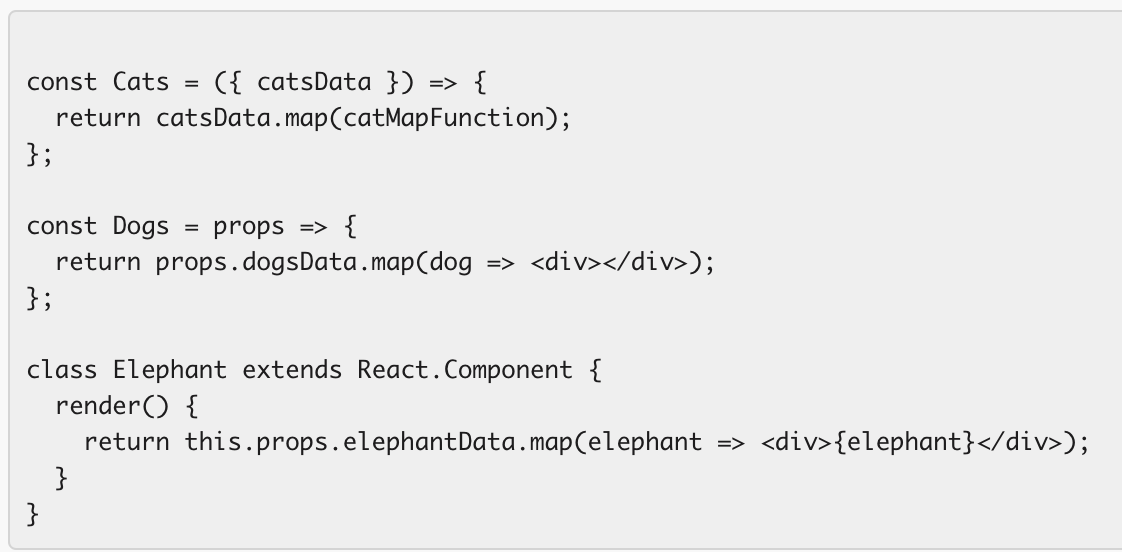 const Cats = ({ catsData }) => {
  return catsData.map(catMapFunction);
};

const Dogs = props => {
  return props.dogsData.map(dog => <div></div>);
};

class Elephant extends React.Component {
  render() {
    return this.props.elephantData.map(elephant => <div>{elephant}</div>);
  }
}